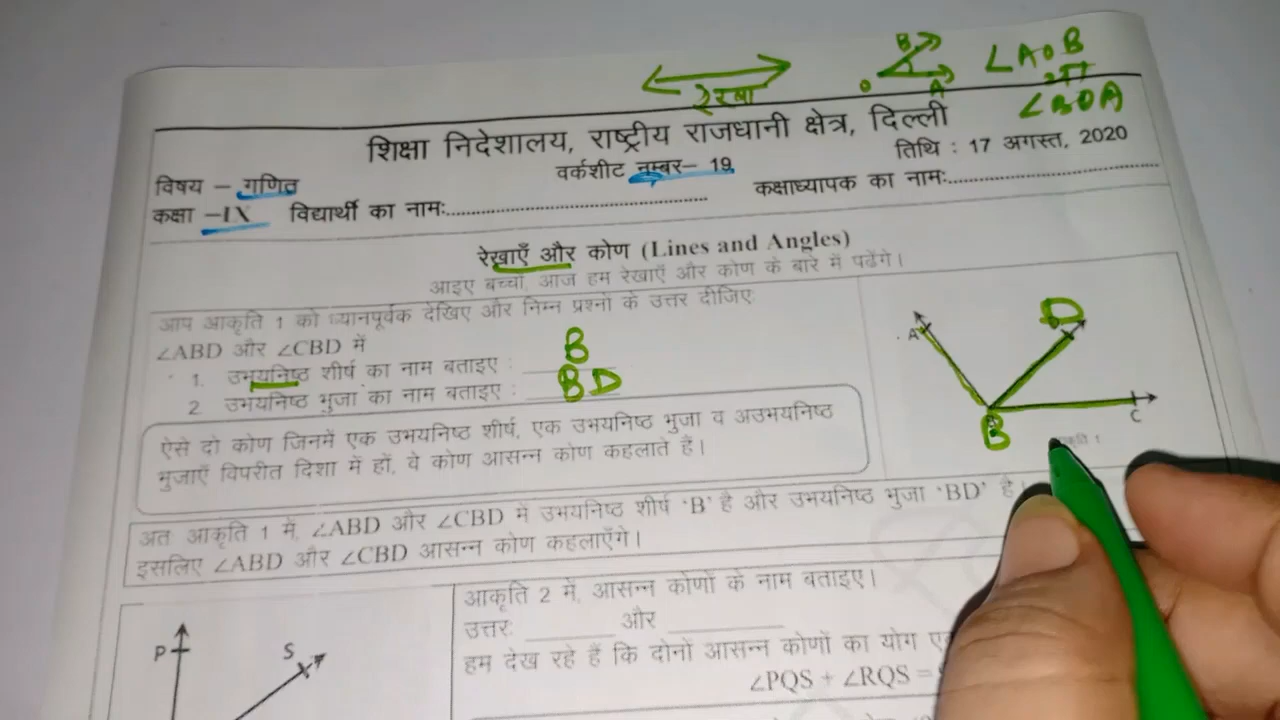 रेखा
B
O
A
∠AOB
∠BOA
शिक्षा निदेशालय, राष्ट्रीय राजधानी क्षेत्र, दिल्ली
वर्कशीट नम्बर– 19
तिथि : 17 अगस्त, 2020
विषय – गणित
कक्षा –IX विद्यार्थी का नामः
कक्षाध्यापक का नामः
रेखाएँ और कोण (Lines and Angles)
आइए बच्चों, आज हम रेखाएँ और कोण के बारे में पढेंगे।
आप आकृति 1 को ध्यानपूर्वक देखिए और निम्न प्रश्नों के उत्तर दीजिए
∠ABD और ∠CBD में
1. उभयनिष्ठ शीर्ष का नाम बताइए : B
2. उभयनिष्ठ भुजा का नाम बताइए : BD
A
D
B
C
ऐसे दो कोण जिनमें एक उभयनिष्ठ शीर्ष, एक उभयनिष्ठ भुजा व अउभयनिष्ठ
भुजाएँ विपरीत दिशा में हों, वे कोण आसन्न कोण कहलाते हैं।
अतः आकृति 1 में, ∠ABD और ∠CBD में उभयनिष्ठ शीर्ष 'B' है और उभयनिष्ठ भुजा 'BD' है।
इसलिए ∠ABD और ∠CBD आसन्न कोण कहलाएँगे।
P
S
आकृति 2 में, आसन्न कोणों के नाम बताइए।
उत्तर: ________ और ________
हम देख रहे हैं कि दोनों आसन्न कोणों का योग
∠PQS + ∠RQS =